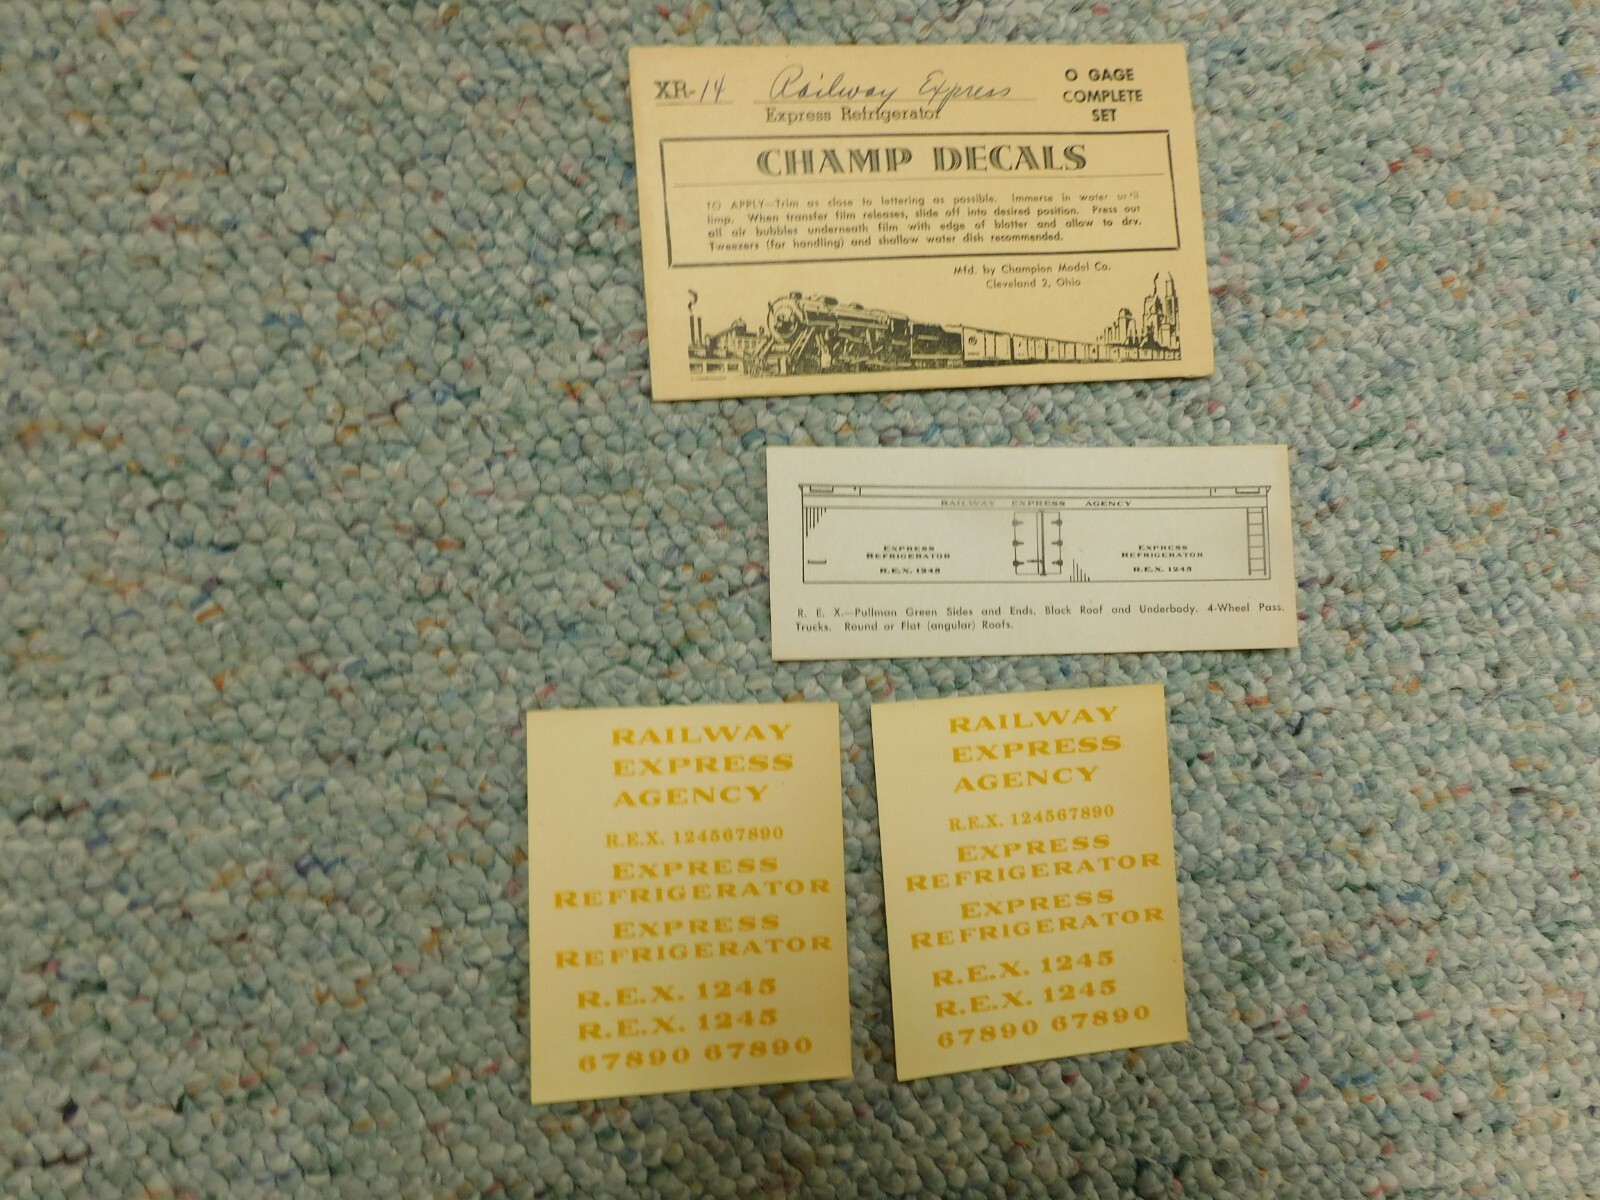 XR-14 Railway Express
Express Refrigerator
O GAGE
COMPLETE
SET
CHAMP DECALS
TO APPLY—Trim as close to lettering as possible. Immerse in water until
limp. When transfer film releases, slide off into desired position. Press out
all air bubbles underneath film with edge of blotter and allow to dry.
Tweezers (for handling) and shallow water dish recommended.
Mfd. by Champion Model Co.
Cleveland 2, Ohio
RAILWAY EXPRESS AGENCY
EXPRESS
REFRIGERATOR
R.E.X. 1245
EXPRESS
REFRIGERATOR
R.E.X. 1245
R. E. X.—Pullman Green Sides and Ends. Black Roof and Underbody. 4-Wheel Pass.
Trucks. Round or Flat (angular) Roofs.
RAILWAY
EXPRESS
AGENCY
R.E.X. 124567890
EXPRESS
REFRIGERATOR
EXPRESS
REFRIGERATOR
R.E.X. 1245
R.E.X. 1245
67890 67890
RAILWAY
EXPRESS
AGENCY
R.E.X. 124567890
EXPRESS
REFRIGERATOR
EXPRESS
REFRIGERATOR
R.E.X. 1245
R.E.X. 1245
67890 67890